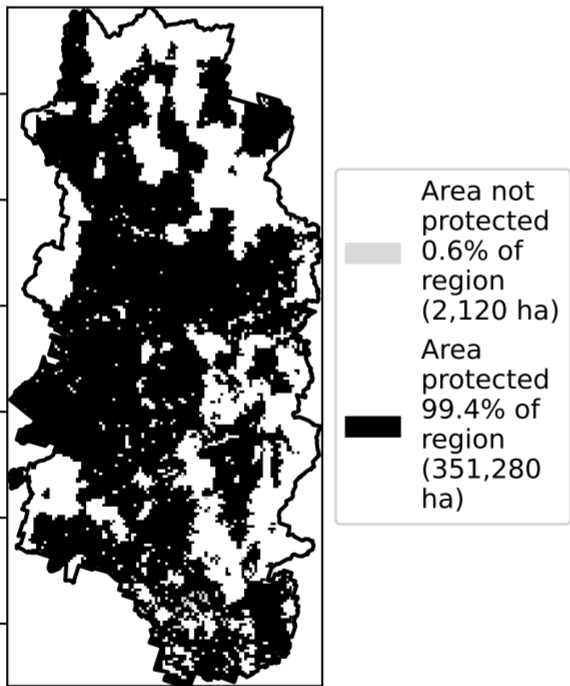 Area not
protected
0.6% of
region
(2,120 ha)
Area
protected
99.4% of
region
(351,280
ha)